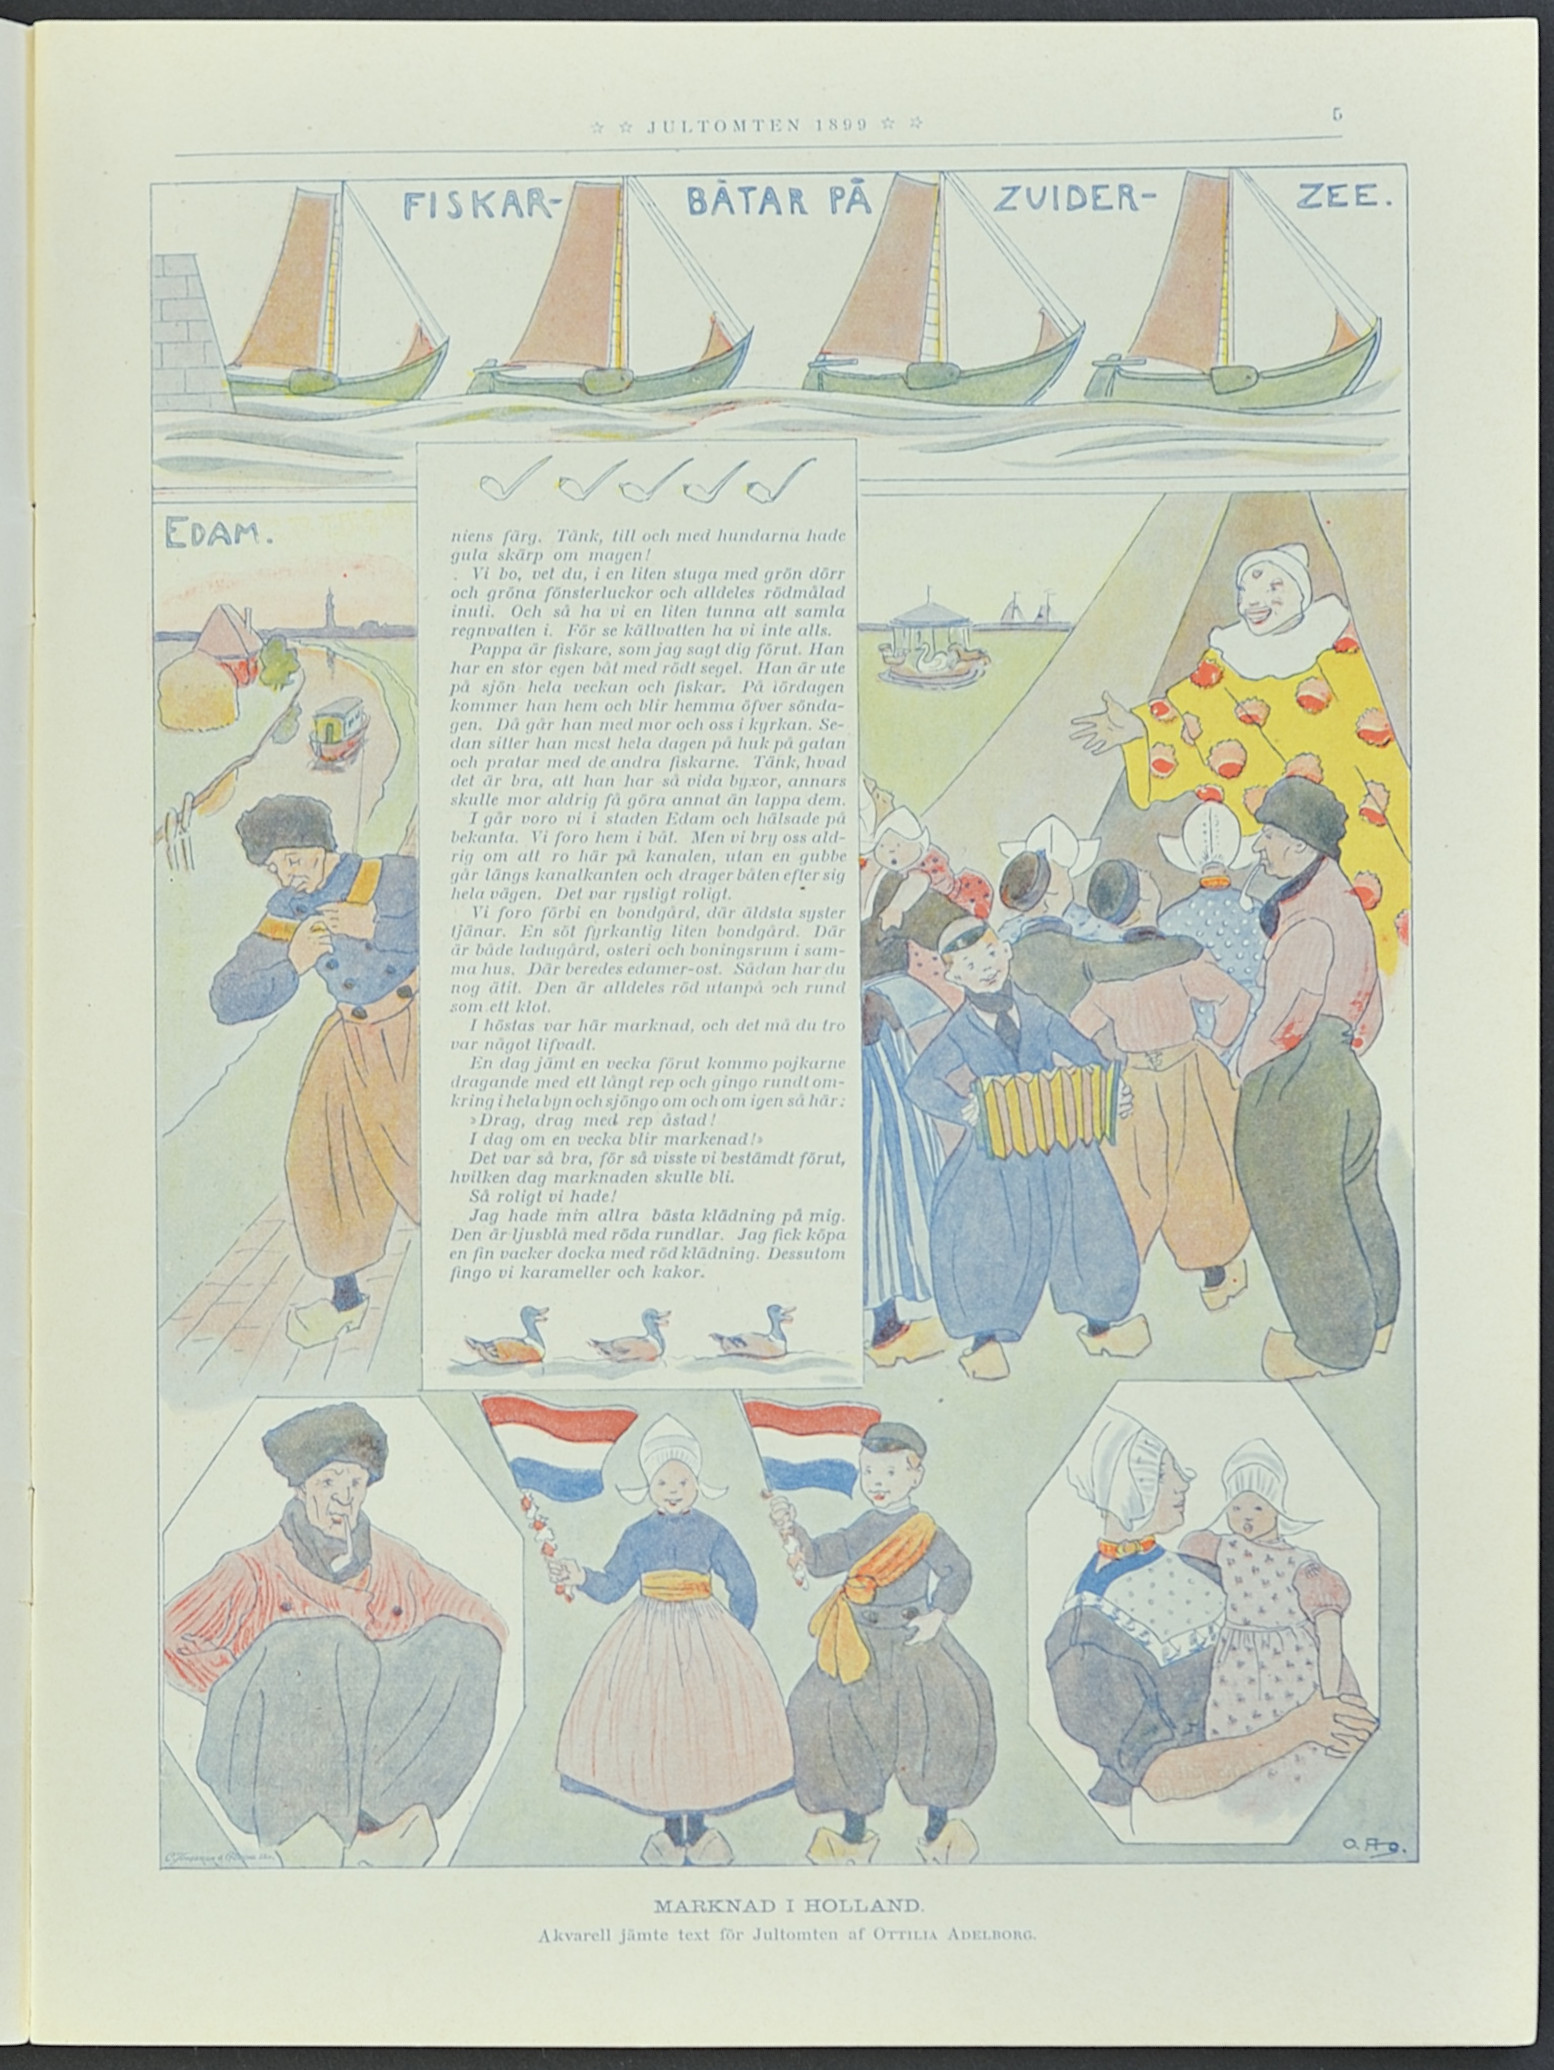 ☆ ☆ JULTOMTEN 1899 ☆ ☆
5
FISKAR- BÅTAR PÅ ZUIDER- ZEE.
EDAM.
niens färg. Tänk, till och med hundarna hade
gula skärp om magen!
Vi bo, vet du, i en liten stuga med grön dörr
och gröna fönsterluckor och alldeles rödmålad
inuti. Och så ha vi en liten tunna att samla
regnvatten i. För se källvatten ha vi inte alls.
Pappa är fiskare, som jag sagt dig förut. Han
har en stor egen båt med rödt segel. Han är ute
på sjön hela veckan och fiskar. På lördagen
kommer han hem och blir hemma öfver sönda-
gen. Då går han med mor och oss i kyrkan. Se-
dan sitter han mest hela dagen på huk på gatan
och pratar med de andra fiskarne. Tänk, hvad
det är bra, att han har så vida byxor, annars
skulle mor aldrig få göra annat än lappa dem.
I går voro vi i staden Edam och hälsade på
bekanta. Vi foro hem i båt. Men vi bry oss ald-
rig om att ro här på kanalen, utan en gubbe
går längs kanalkanten och drager båten efter sig
hela vägen. Det var rysligt roligt.
Vi foro förbi en bondgård, där äldsta syster
tjänar. En söt fyrkantig liten bondgård. Där
är både ladugård, osteri och boningsrum i sam-
ma hus. Där beredes edamer-ost. Sådan har du
nog ätit. Den är alldeles röd utanpå och rund
som ett klot.
I höstas var här marknad, och det må du tro
var något lifvadt.
En dag jämt en vecka förut kommo pojkarne
dragande med ett långt rep och gingo rundt om-
kring i hela byn och sjöngo om och om igen så här:
»Drag, drag med rep åstad!
I dag om en vecka blir markenad!»
Det var så bra, för så visste vi bestämdt förut,
hvilken dag marknaden skulle bli.
Så roligt vi hade!
Jag hade min allra bästa klädning på mig.
Den är ljusblå med röda rundlar. Jag fick köpa
en fin vacker docka med röd klädning. Dessutom
fingo vi karameller och kakor.
O. A-g.
MARKNAD I HOLLAND.
Akvarell jämte text för Jultomten af OTTILIA ADELBORG.